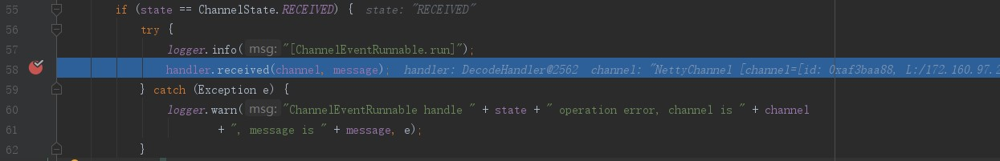 55 if (state == ChannelState.RECEIVED) { state: "RECEIVED"
56 try {
57 logger.info( msg: "[ChannelEventRunnable.run]");
58 handler.received(channel, message); handler: DecodeHandler@2562 channel: "NettyChannel [channel=[id: 0xaf3baa88, L:/172.160.97.2
59 } catch (Exception e) {
60 logger.warn( msg: "ChannelEventRunnable handle " + state + " operation error, channel is " + channel
61 + ", message is " + message, e);
62 }